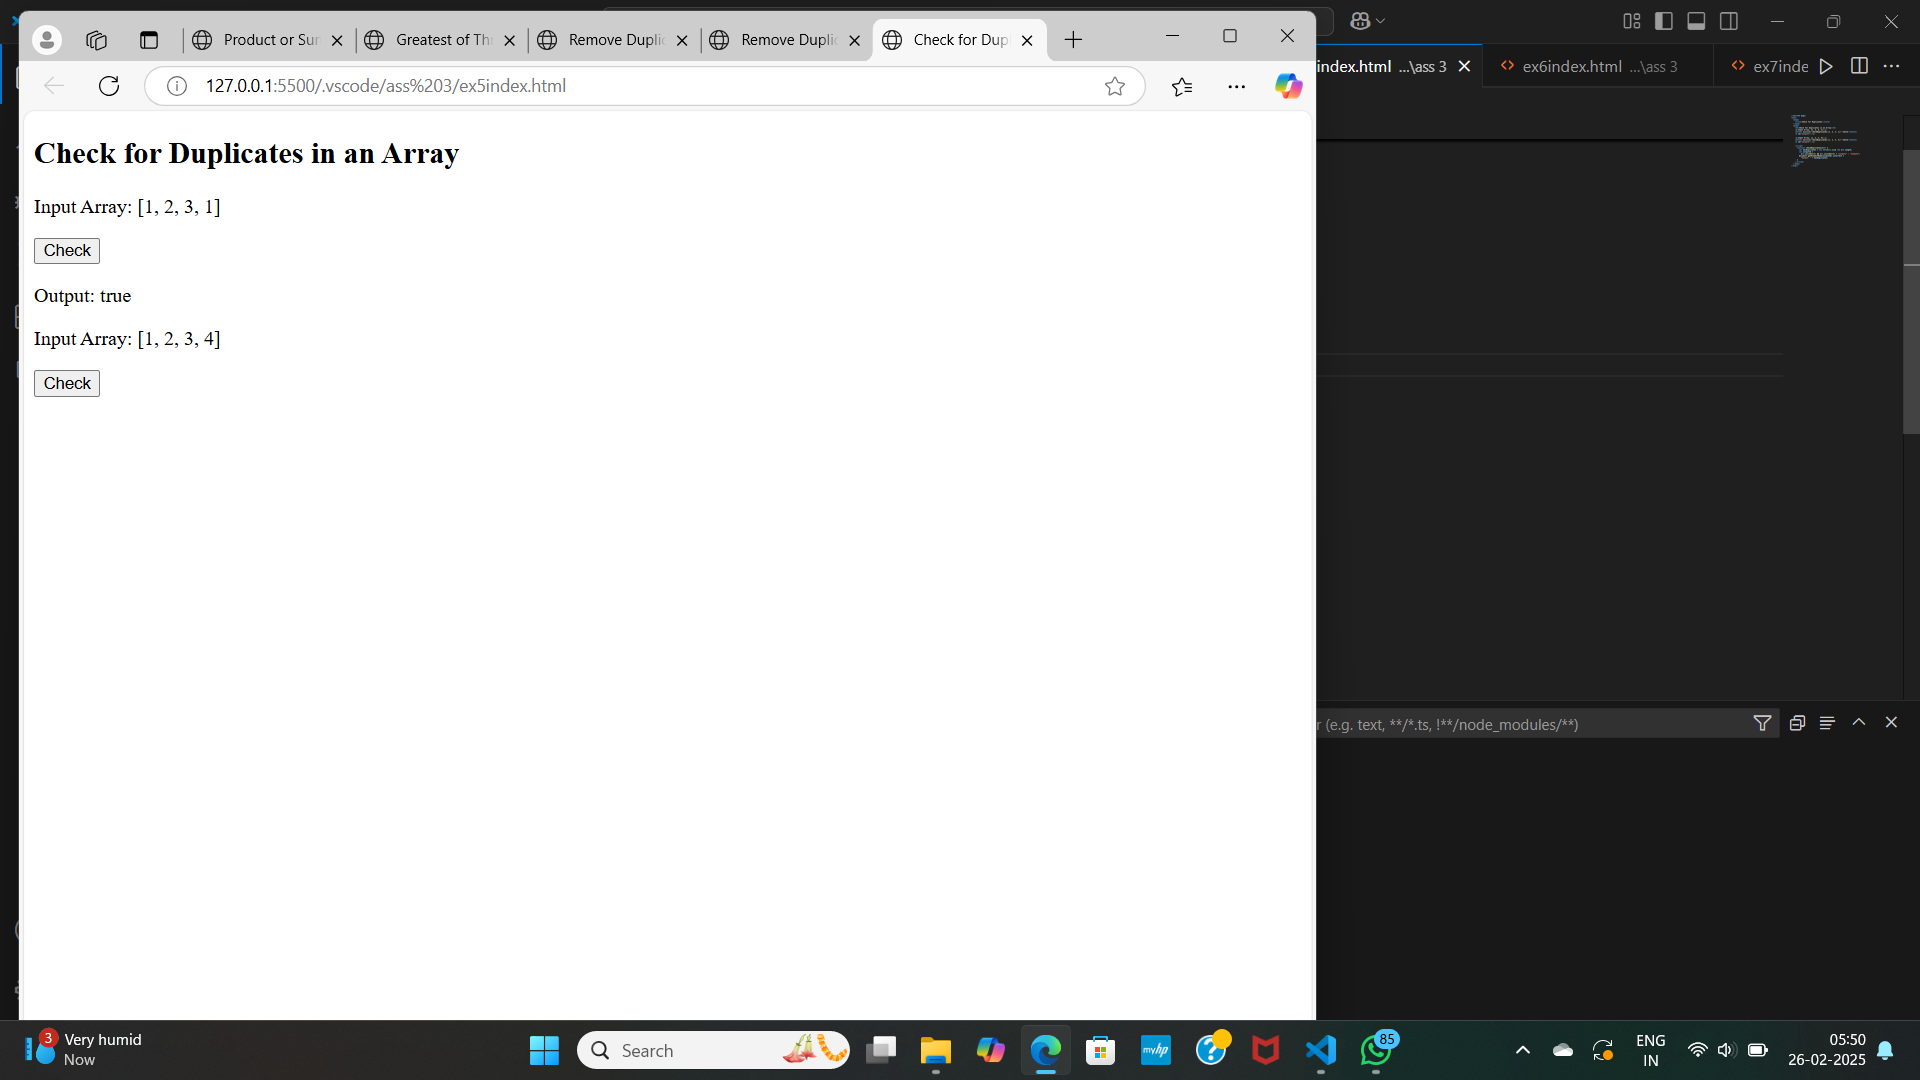 Product or Sur
Greatest of Th
Remove Duplic
Remove Duplic
Check for Dup
127.0.0.1:5500/.vscode/ass%203/ex5index.html
index.html ...\ass 3
ex6index.html ...\ass 3
ex7inde
Check for Duplicates in an Array
Input Array: [1, 2, 3, 1]
Check
Output: true
Input Array: [1, 2, 3, 4]
Check
r (e.g. text, **/*.ts, !**/node_modules/**)
3
Very humid
Now
Search
myhp
85
ENG
IN
05:50
26-02-2025